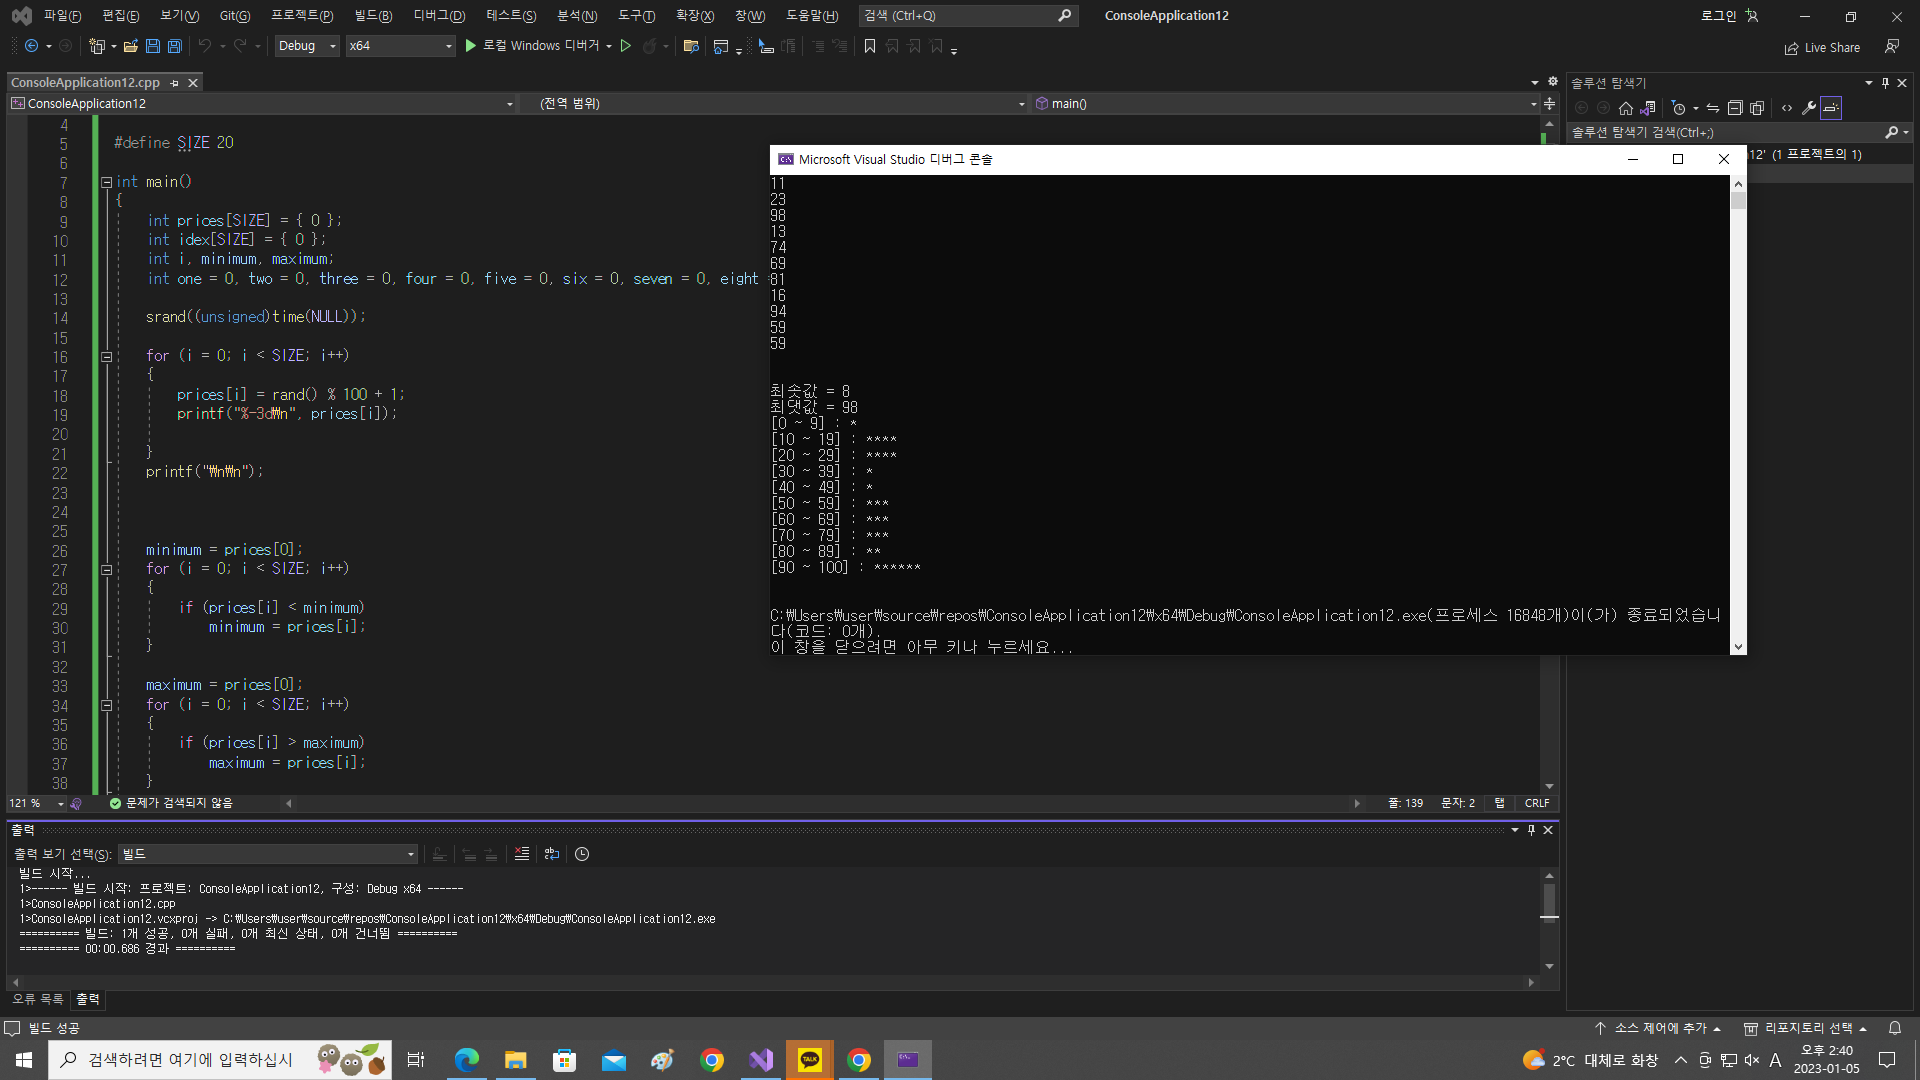 파일(F) 편집(E) 보기(V) Git(G) 프로젝트(P) 빌드(B) 디버그(D) 테스트(S) 분석(N) 도구(T) 확장(X) 창(W) 도움말(H) 검색 (Ctrl+Q) ConsoleApplication12 로그인
Debug x64 로컬 Windows 디버거 Live Share
ConsoleApplication12.cpp
ConsoleApplication12 (전역 범위) main()
4
5 #define SIZE 20
6
7 int main()
8 {
9 int prices[SIZE] = { 0 };
10 int idex[SIZE] = { 0 };
11 int i, minimum, maximum;
12 int one = 0, two = 0, three = 0, four = 0, five = 0, six = 0, seven = 0, eight =
13
14 srand((unsigned)time(NULL));
15
16 for (i = 0; i < SIZE; i++)
17 {
18 prices[i] = rand() % 100 + 1;
19 printf("%-3d₩n", prices[i]);
20
21 }
22 printf("₩n₩n");
23
24
25
26 minimum = prices[0];
27 for (i = 0; i < SIZE; i++)
28 {
29 if (prices[i] < minimum)
30 minimum = prices[i];
31 }
32
33 maximum = prices[0];
34 for (i = 0; i < SIZE; i++)
35 {
36 if (prices[i] > maximum)
37 maximum = prices[i];
38 }
121 % 문제가 검색되지 않음 줄: 139 문자: 2 탭 CRLF
Microsoft Visual Studio 디버그 콘솔
11
23
98
13
74
69
81
16
94
59
59
최솟값 = 8
최댓값 = 98
[0 ~ 9] : *
[10 ~ 19] : ****
[20 ~ 29] : ****
[30 ~ 39] : *
[40 ~ 49] : *
[50 ~ 59] : ***
[60 ~ 69] : ***
[70 ~ 79] : ***
[80 ~ 89] : **
[90 ~ 100] : ******
C:₩Users₩user₩source₩repos₩ConsoleApplication12₩x64₩Debug₩ConsoleApplication12.exe(프로세스 16848개)이(가) 종료되었습니
다(코드: 0개).
이 창을 닫으려면 아무 키나 누르세요...
솔루션 탐색기
솔루션 탐색기 검색(Ctrl+;)
12' (1 프로젝트의 1)
출력
출력 보기 선택(S): 빌드
빌드 시작...
1>------ 빌드 시작: 프로젝트: ConsoleApplication12, 구성: Debug x64 ------
1>ConsoleApplication12.cpp
1>ConsoleApplication12.vcxproj -> C:₩Users₩user₩source₩repos₩ConsoleApplication12₩x64₩Debug₩ConsoleApplication12.exe
========== 빌드: 1개 성공, 0개 실패, 0개 최신 상태, 0개 건너뜀 ==========
========== 00:00.686 경과 ==========
오류 목록 출력
빌드 성공 소스 제어에 추가 리포지토리 선택
검색하려면 여기에 입력하십시 TALK 2°C 대체로 화창 A 오후 2:40
2023-01-05